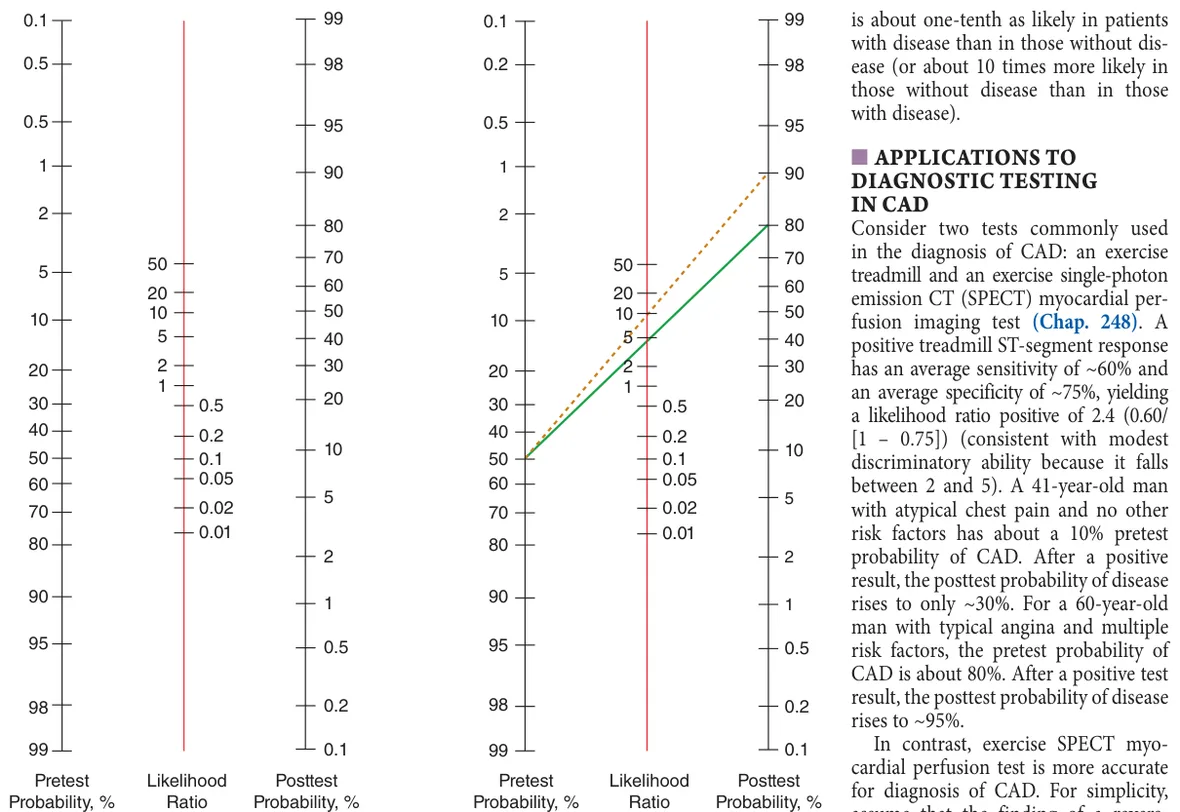 0.1
0.5
0.5
1
2
5
10
20
30
40
50
60
70
80
90
95
98
99
Pretest
Probability, %
50
20
10
5
2
1
0.5
0.2
0.1
0.05
0.02
0.01
Likelihood
Ratio
99
98
95
90
80
70
60
50
40
30
20
10
5
2
1
0.5
0.2
0.1
Posttest
Probability, %
0.1
0.2
0.5
1
2
5
10
20
30
40
50
60
70
80
90
95
98
99
Pretest
Probability, %
50
20
10
5
2
1
0.5
0.2
0.1
0.05
0.02
0.01
Likelihood
Ratio
99
98
95
90
80
70
60
50
40
30
20
10
5
2
1
0.5
0.2
0.1
Posttest
Probability, %
is about one-tenth as likely in patients
with disease than in those without dis-
ease (or about 10 times more likely in
those without disease than in those
with disease).
■ APPLICATIONS TO
DIAGNOSTIC TESTING
IN CAD
Consider two tests commonly used
in the diagnosis of CAD: an exercise
treadmill and an exercise single-photon
emission CT (SPECT) myocardial per-
fusion imaging test (Chap. 248). A
positive treadmill ST-segment response
has an average sensitivity of ~60% and
an average specificity of ~75%, yielding
a likelihood ratio positive of 2.4 (0.60/
[1 – 0.75]) (consistent with modest
discriminatory ability because it falls
between 2 and 5). A 41-year-old man
with atypical chest pain and no other
risk factors has about a 10% pretest
probability of CAD. After a positive
result, the posttest probability of disease
rises to only ~30%. For a 60-year-old
man with typical angina and multiple
risk factors, the pretest probability of
CAD is about 80%. After a positive test
result, the posttest probability of disease
rises to ~95%.
In contrast, exercise SPECT myo-
cardial perfusion test is more accurate
for diagnosis of CAD. For simplicity,
assume that the finding of a revers-